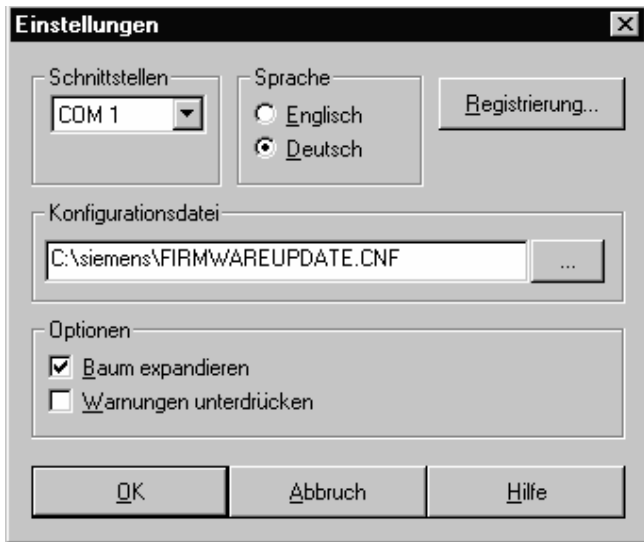 Einstellungen
Schnittstellen
COM 1
Sprache
Englisch
Deutsch
Registrierung...
Konfigurationsdatei
C:\siemens\FIRMWAREUPDATE.CNF
...
Optionen
Baum expandieren
Warnungen unterdrücken
OK
Abbruch
Hilfe